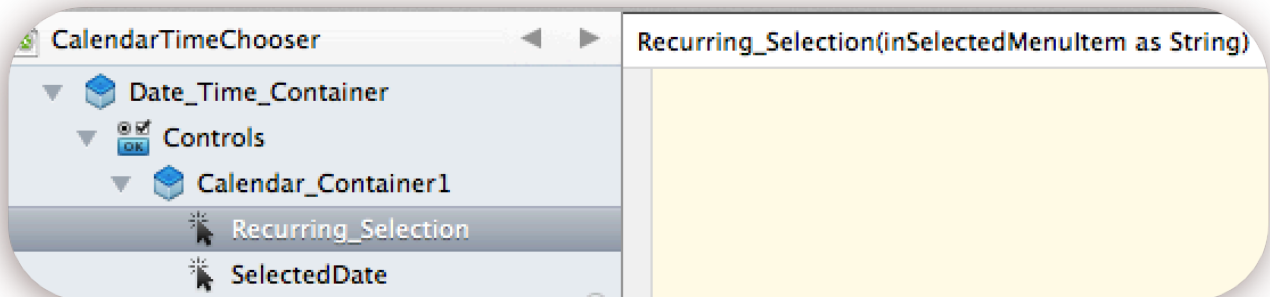 CalendarTimeChooser
Recurring_Selection(inSelectedMenuItem as String)
Date_Time_Container
OK Controls
Calendar_Container1
Recurring_Selection
SelectedDate